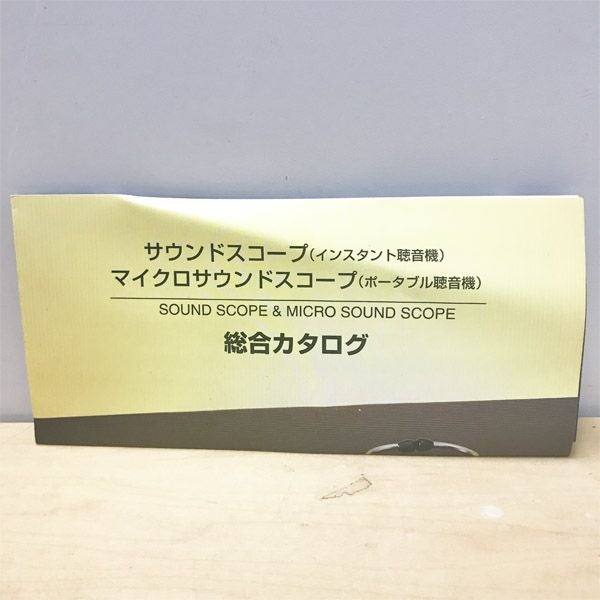 サウンドスコープ(インスタント聴音機)
マイクロサウンドスコープ(ポータブル聴音機)
SOUND SCOPE & MICRO SOUND SCOPE
総合カタログ